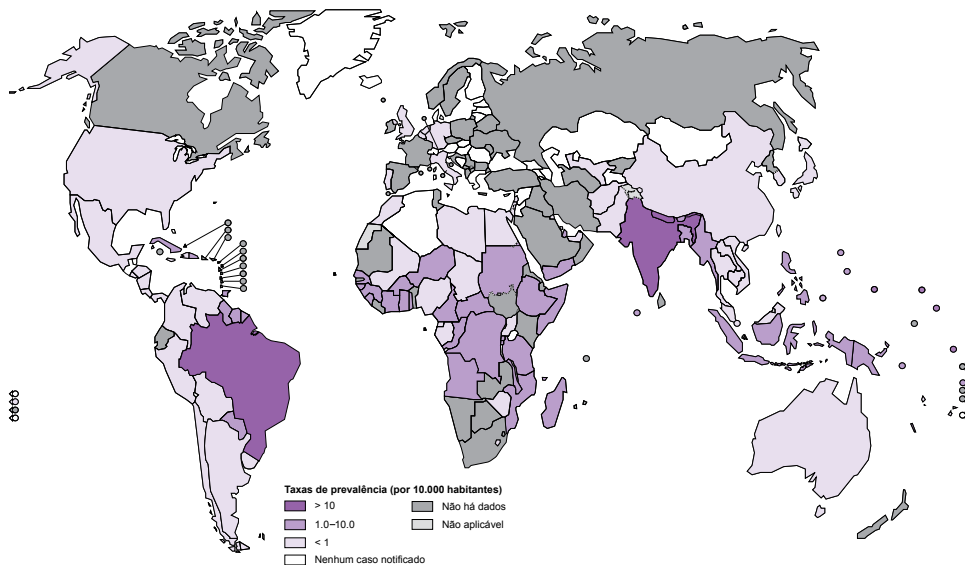 Taxas de prevalência (por 10.000 habitantes)
> 10
1.0–10.0
< 1
Nenhum caso notificado
Não há dados
Não aplicável